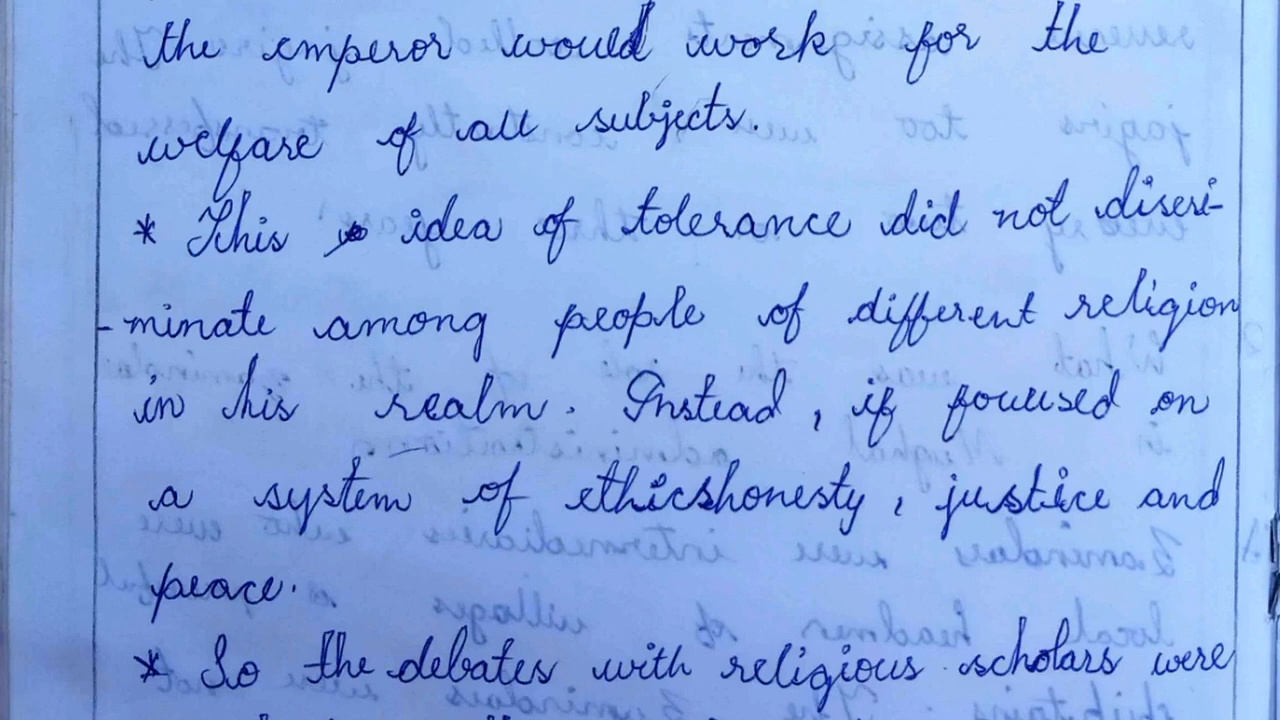 the emperor would work for the
welfare of all subjects.
* This idea of tolerance did not discri-
-minate among people of different religion
in his realm. Instead, if focused on
a system of ethicshonesty, justice and
peace.
* So the debates with religious scholars were